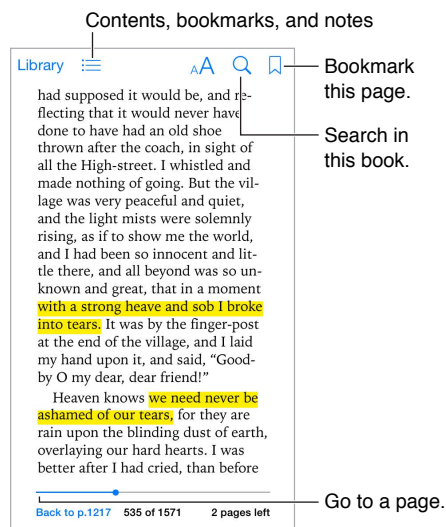 Contents, bookmarks, and notes
Library
AA
Bookmark
this page.
Search in
this book.
had supposed it would be, and re-
flecting that it would never have
done to have had an old shoe
thrown after the coach, in sight of
all the High-street. I whistled and
made nothing of going. But the vil-
lage was very peaceful and quiet,
and the light mists were solemnly
rising, as if to show me the world,
and I had been so innocent and lit-
tle there, and all beyond was so un-
known and great, that in a moment
with a strong heave and sob I broke
into tears. It was by the finger-post
at the end of the village, and I laid
my hand upon it, and said, “Good-
by O my dear, dear friend!”
Heaven knows we need never be
ashamed of our tears, for they are
rain upon the blinding dust of earth,
overlaying our hard hearts. I was
better after I had cried, than before
Go to a page.
Back to p.1217 535 of 1571 2 pages left